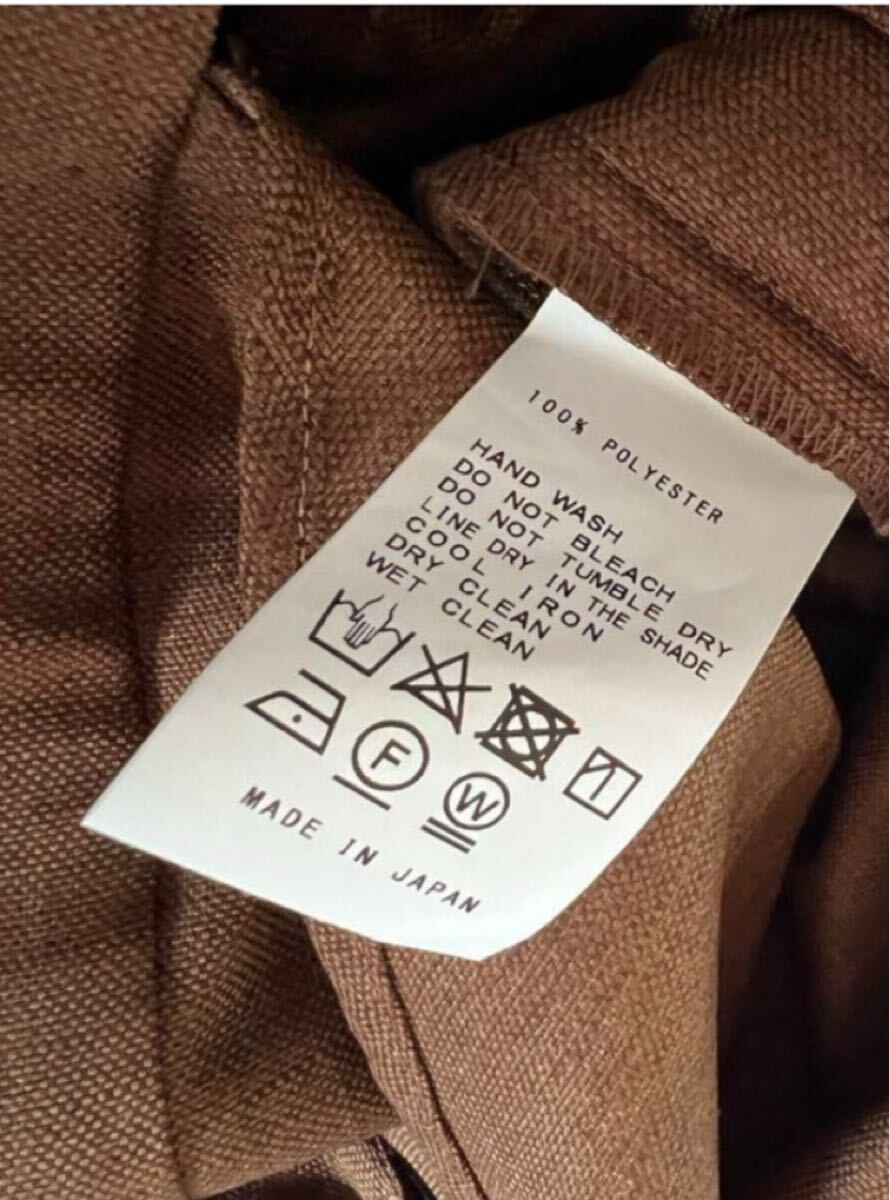 100% POLYESTER
HAND WASH
DO NOT BLEACH
DO NOT TUMBLE DRY
LINE DRY IN THE SHADE
COOL IRON
DRY CLEAN
WET CLEAN
F
W
MADE IN JAPAN